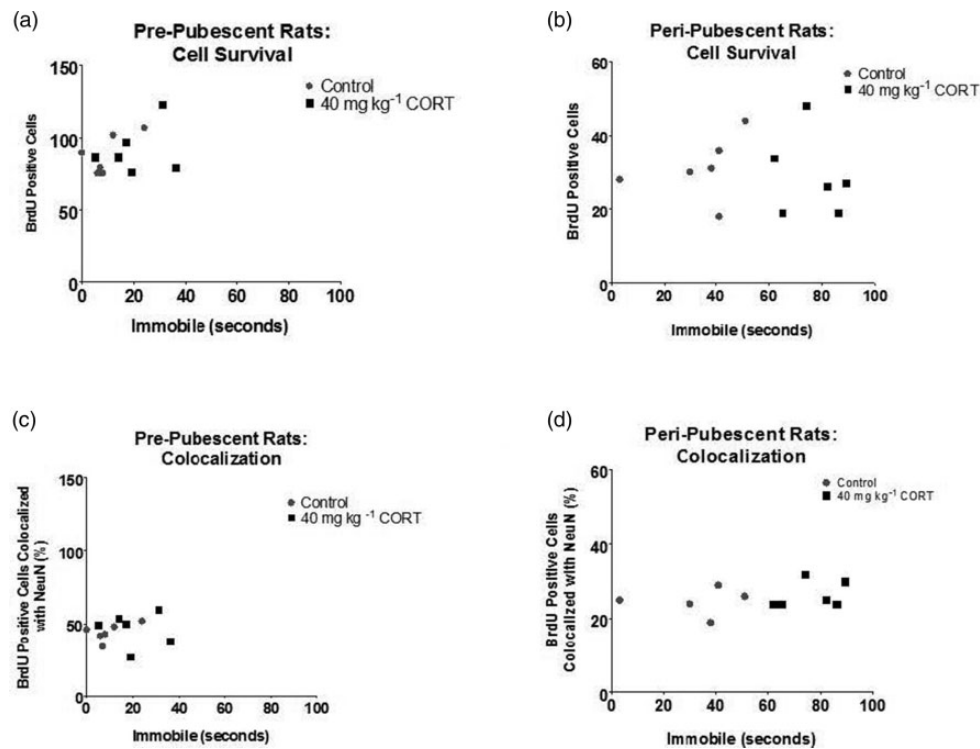 (a)
Pre-Pubescent Rats:
Cell Survival
150
100
50
0
BrdU Positive Cells
Control
40 mg kg⁻¹ CORT
0 20 40 60 80 100
Immobile (seconds)
(b)
Peri-Pubescent Rats:
Cell Survival
60
40
20
0
BrdU Positive Cells
Control
40 mg kg⁻¹ CORT
0 20 40 60 80 100
Immobile (seconds)
(c)
Pre-Pubescent Rats:
Colocalization
150
100
50
0
BrdU Positive Cells Colocalized
with NeuN (%)
Control
40 mg kg ⁻¹ CORT
0 20 40 60 80 100
Immobile (seconds)
(d)
Peri-Pubescent Rats:
Colocalization
60
40
20
0
BrdU Positive Cells
Colocalized with NeuN (%)
Control
40 mg kg ⁻¹ CORT
0 20 40 60 80 100
Immobile (seconds)